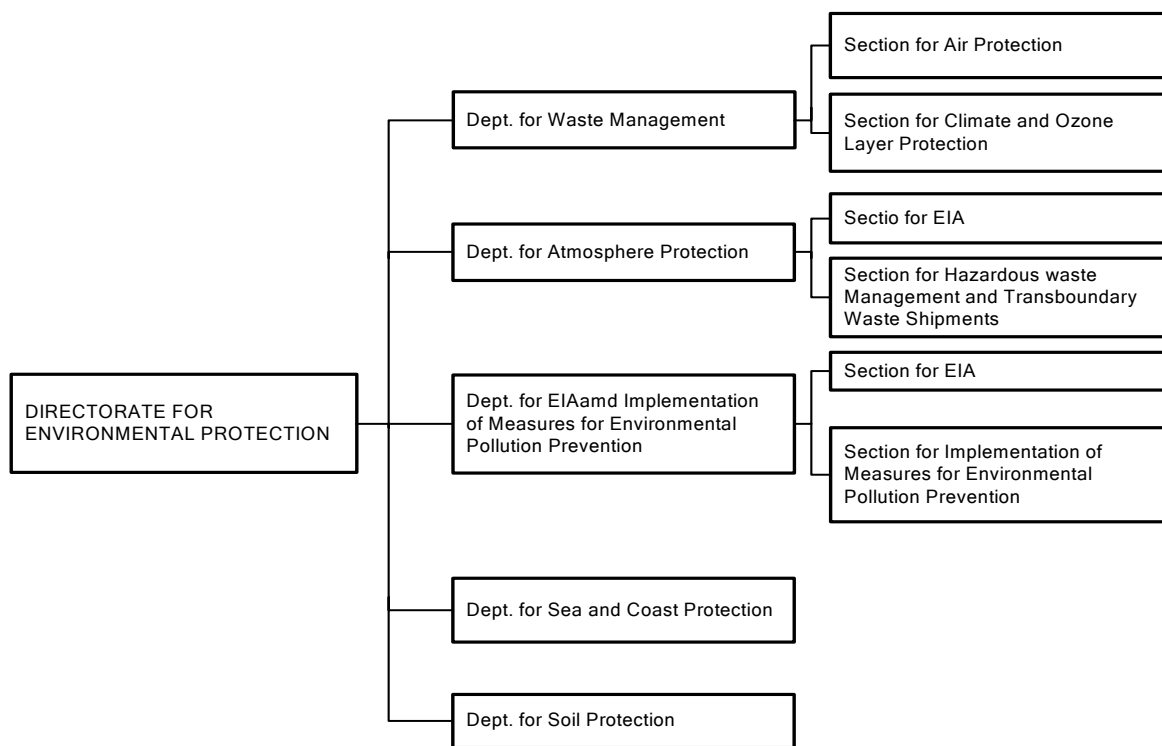 Section for Air Protection
Dept. for Waste Management
Section for Climate and Ozone
Layer Protection
Sectio for EIA
Dept. for Atmosphere Protection
Section for Hazardous waste
Management and Transboundary
Waste Shipments
Section for EIA
DIRECTORATE FOR
ENVIRONMENTAL PROTECTION
Dept. for EIAamd Implementation
of Measures for Environmental
Pollution Prevention
Section for Implementation of
Measures for Environmental
Pollution Prevention
Dept. for Sea and Coast Protection
Dept. for Soil Protection